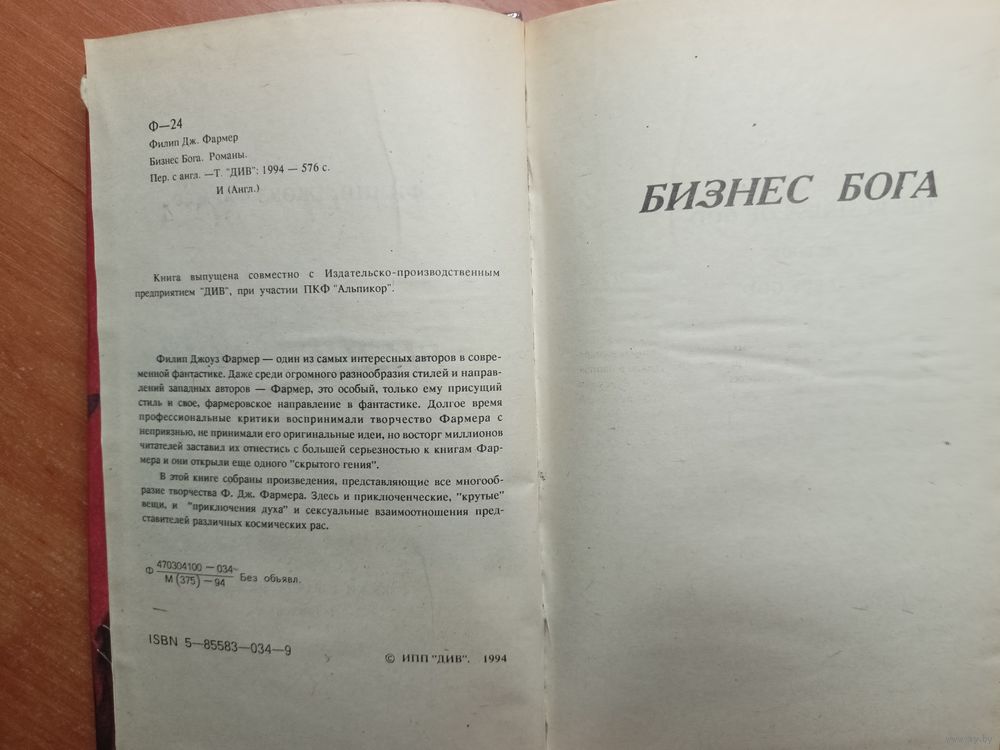 Ф—24
Филип Дж. Фармер
Бизнес Бога. Романы.
Пер. с англ. —Т. "ДИВ": 1994 — 576 с.
И (Англ.)
Книга выпущена совместно с Издательско-производственным
предприятием "ДИВ", при участии ПКФ "Альпикор".
Филип Джоуз Фармер — один из самых интересных авторов в совре-
менной фантастике. Даже среди огромного разнообразия стилей и направ-
лений западных авторов — Фармер, это особый, только ему присущий
стиль и свое, фармеровское направление в фантастике. Долгое время
профессиональные критики воспринимали творчество Фармера с
неприязнью, не принимали его оригинальные идеи, но восторг миллионов
читателей заставил их отнестись с большей серьезностью к книгам Фар-
мера и они открыли еще одного "скрытого гения".
В этой книге собраны произведения, представляющие все многооб-
разие творчества Ф. Дж. Фармера. Здесь и приключенческие, "крутые"
вещи, и "приключения духа" и сексуальные взаимоотношения пред-
ставителей различных космических рас.
Ф 470304100—034
М (375)—94 Без объявл.
ISBN 5—85583—034—9
© ИПП "ДИВ". 1994
БИЗНЕС БОГА